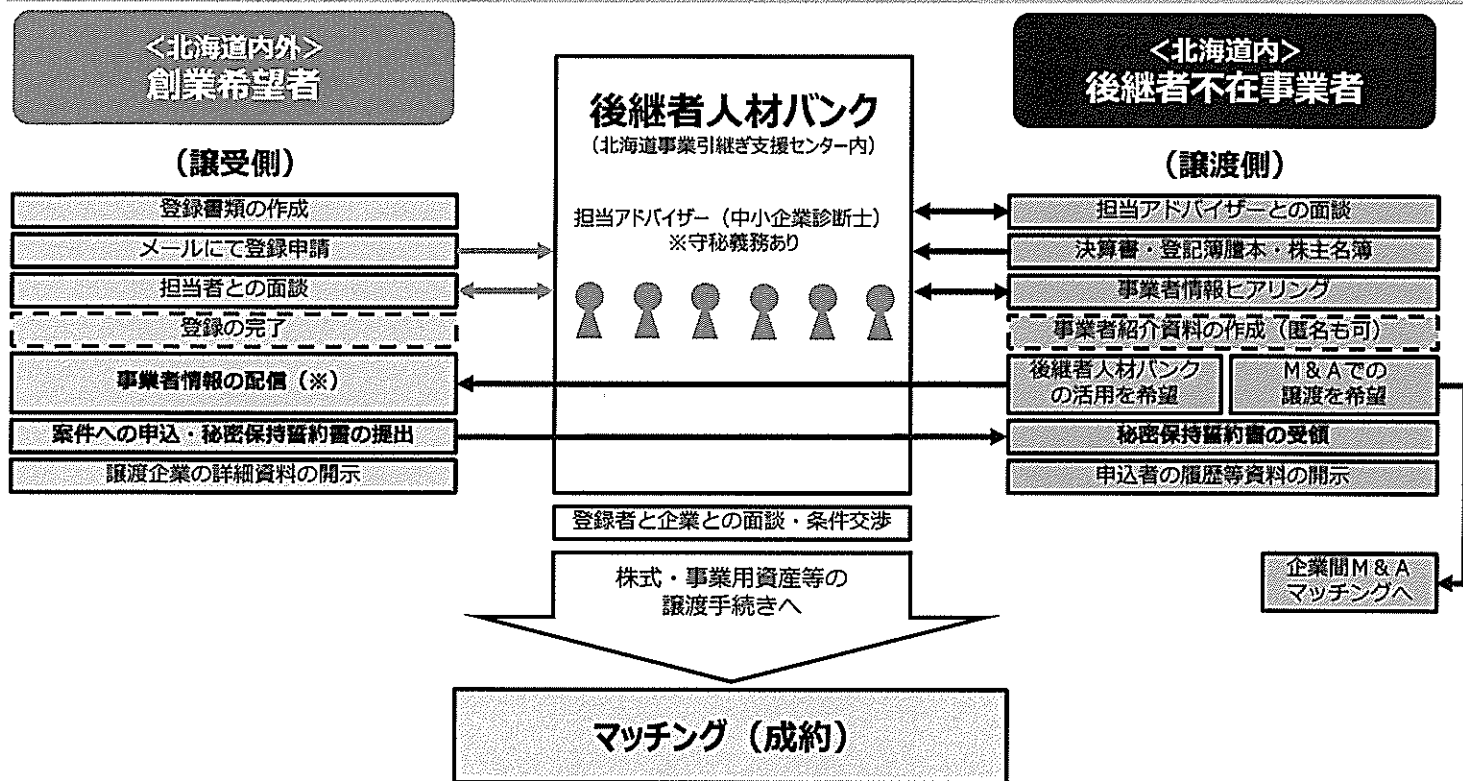 <北海道内外>
創業希望者
(譲受側)
登録書類の作成
メールにて登録申請
担当者との面談
登録の完了
事業者情報の配信(※)
案件への申込・秘密保持誓約書の提出
譲渡企業の詳細資料の開示
後継者人材バンク
(北海道事業引継ぎ支援センター内)
担当アドバイザー(中小企業診断士)
※守秘義務あり
<北海道内>
後継者不在事業者
(譲渡側)
担当アドバイザーとの面談
決算書・登記簿謄本・株主名簿
事業者情報ヒアリング
事業者紹介資料の作成(匿名も可)
後継者人材バンク
の活用を希望
M&Aでの
譲渡を希望
秘密保持誓約書の受領
申込者の履歴等資料の開示
登録者と企業との面談・条件交渉
株式・事業用資産等の
譲渡手続きへ
企業間M&A
マッチングへ
マッチング(成約)